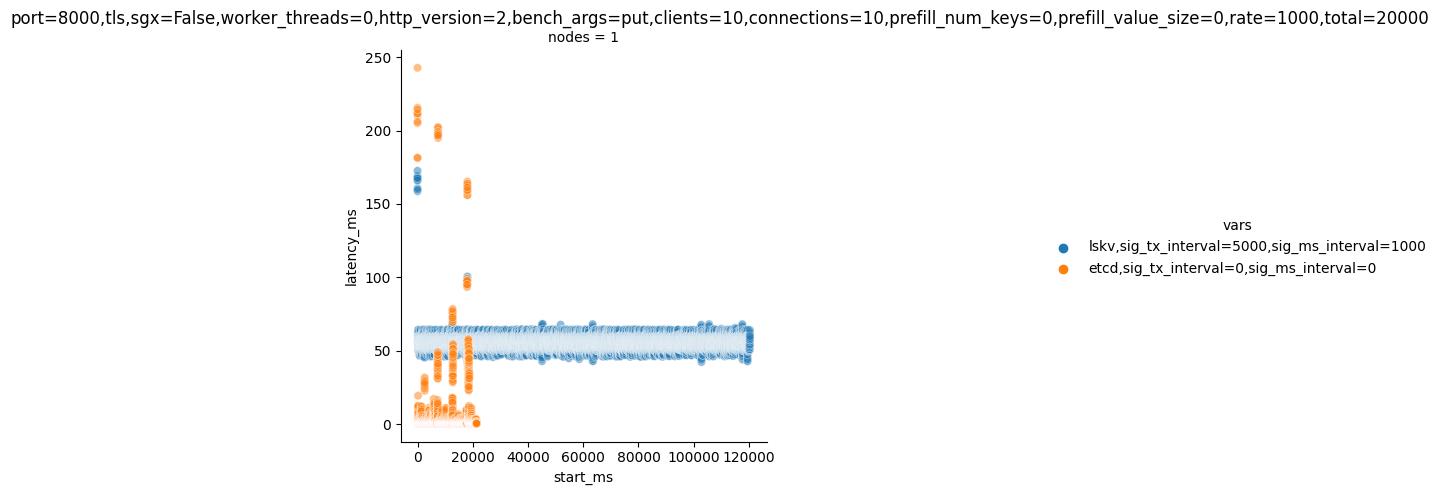 port=8000,tls,sgx=False,worker_threads=0,http_version=2,bench_args=put,clients=10,connections=10,prefill_num_keys=0,prefill_value_size=0,rate=1000,total=20000
nodes = 1
250
200
150
100
50
0
latency_ms
0 20000 40000 60000 80000 100000 120000
start_ms
vars
lskv,sig_tx_interval=5000,sig_ms_interval=1000
etcd,sig_tx_interval=0,sig_ms_interval=0